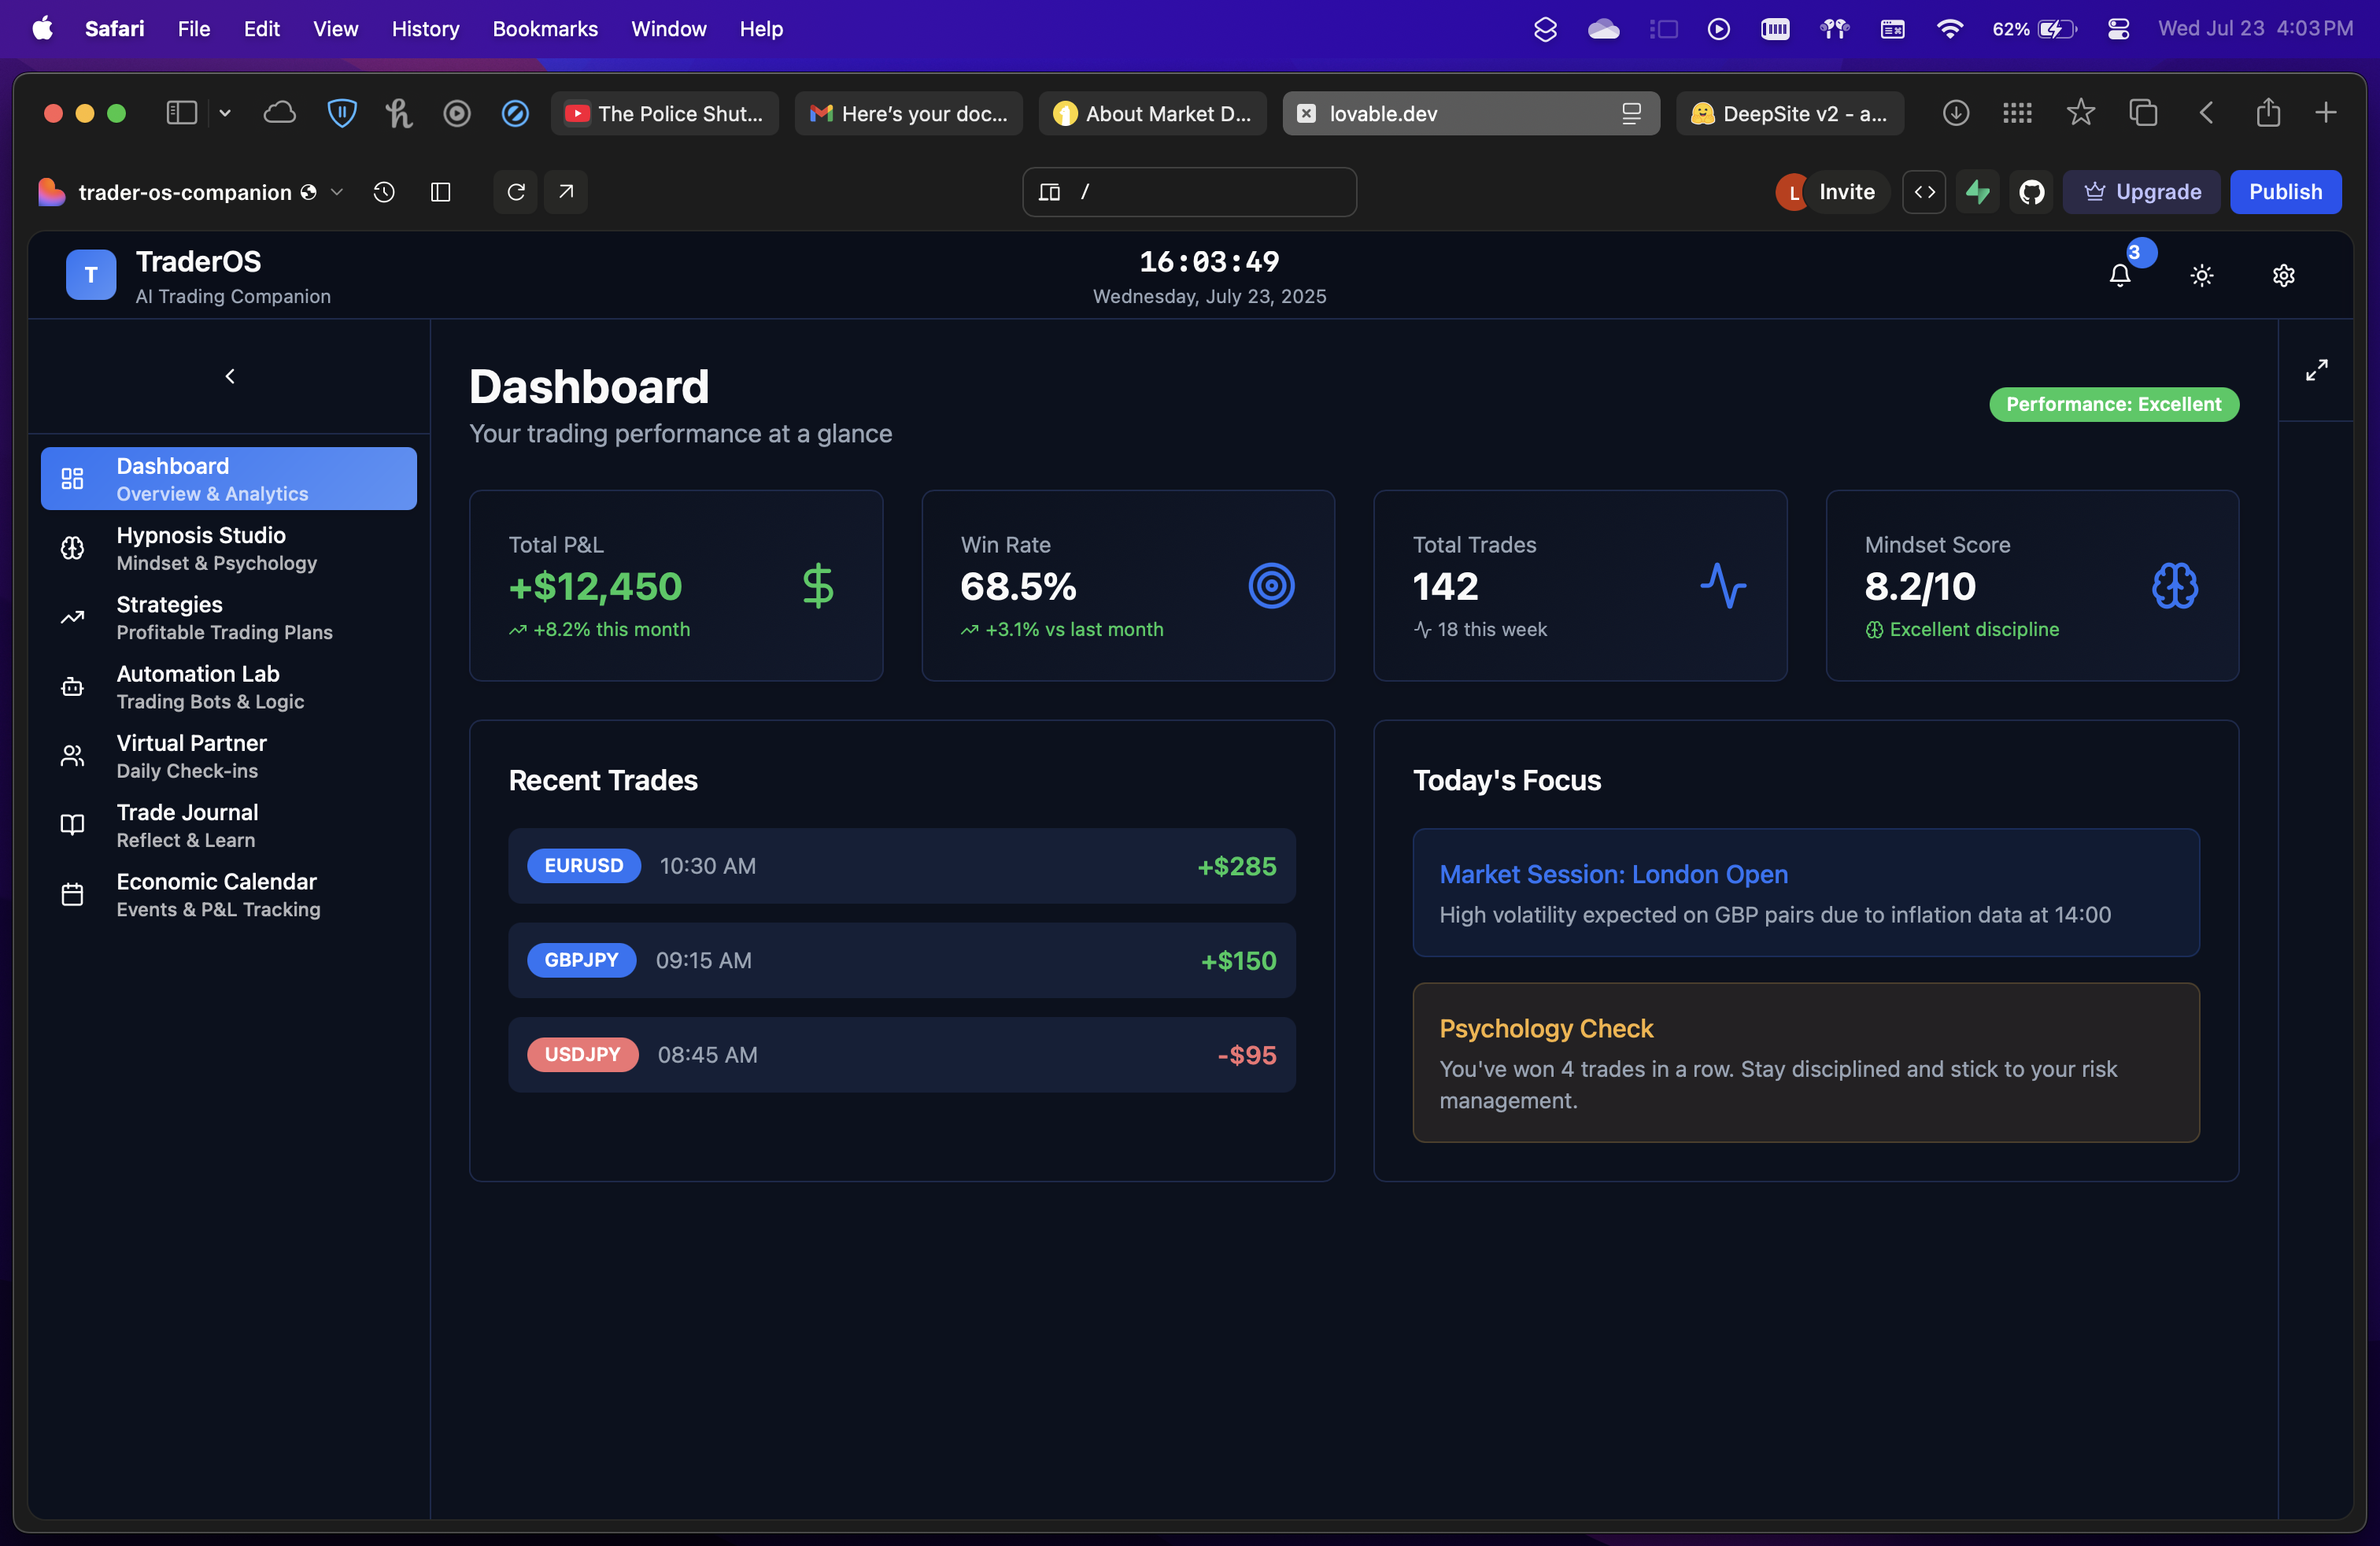 Safari File Edit View History Bookmarks Window Help 62% Wed Jul 23 4:03 PM
The Police Shut... Here's your doc... About Market D... lovable.dev DeepSite v2 - a...
trader-os-companion / L Invite Upgrade Publish
T
TraderOS
AI Trading Companion
16:03:49
Wednesday, July 23, 2025
3
Dashboard
Overview & Analytics
Hypnosis Studio
Mindset & Psychology
Strategies
Profitable Trading Plans
Automation Lab
Trading Bots & Logic
Virtual Partner
Daily Check-ins
Trade Journal
Reflect & Learn
Economic Calendar
Events & P&L Tracking
Dashboard
Your trading performance at a glance
Performance: Excellent
Total P&L
+$12,450
+8.2% this month
Win Rate
68.5%
+3.1% vs last month
Total Trades
142
18 this week
Mindset Score
8.2/10
Excellent discipline
Recent Trades
EURUSD 10:30 AM +$285
GBPJPY 09:15 AM +$150
USDJPY 08:45 AM -$95
Today's Focus
Market Session: London Open
High volatility expected on GBP pairs due to inflation data at 14:00
Psychology Check
You've won 4 trades in a row. Stay disciplined and stick to your risk
management.